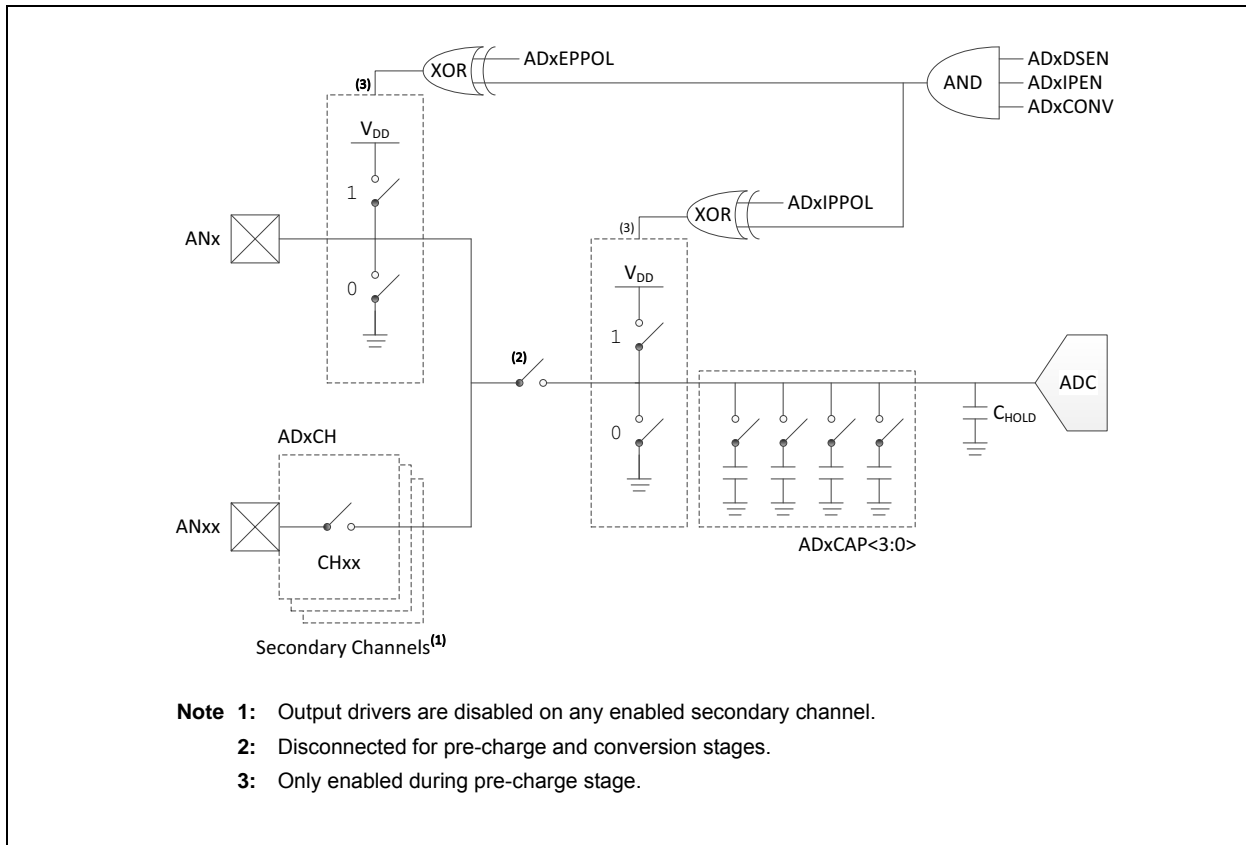 XOR
ADxEPPOL
ADxDSEN
AND
ADxIPEN
ADxCONV
(3)
VDD
1
XOR
ADxIPPOL
ANx
(3)
0
VDD
1
(2)
ADC
CHOLD
0
ADxCH
ANxx
CHxx
ADxCAP<3:0>
Secondary Channels(1)
Note 1: Output drivers are disabled on any enabled secondary channel.
2: Disconnected for pre-charge and conversion stages.
3: Only enabled during pre-charge stage.